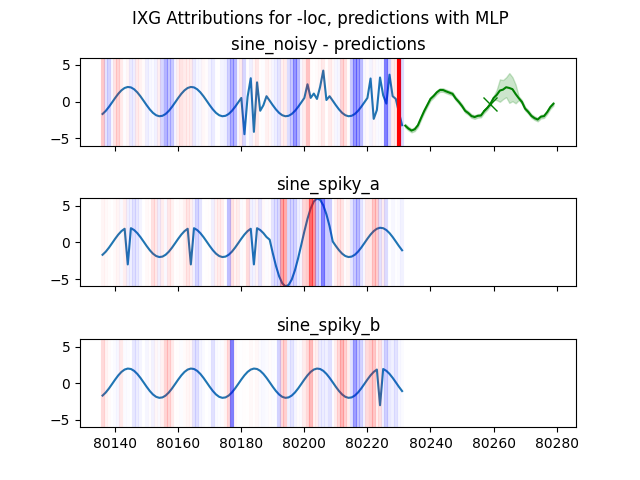 IXG Attributions for -loc, predictions with MLP
sine_noisy - predictions
5
0
−5
sine_spiky_a
5
0
−5
sine_spiky_b
5
0
−5
80140 80160 80180 80200 80220 80240 80260 80280